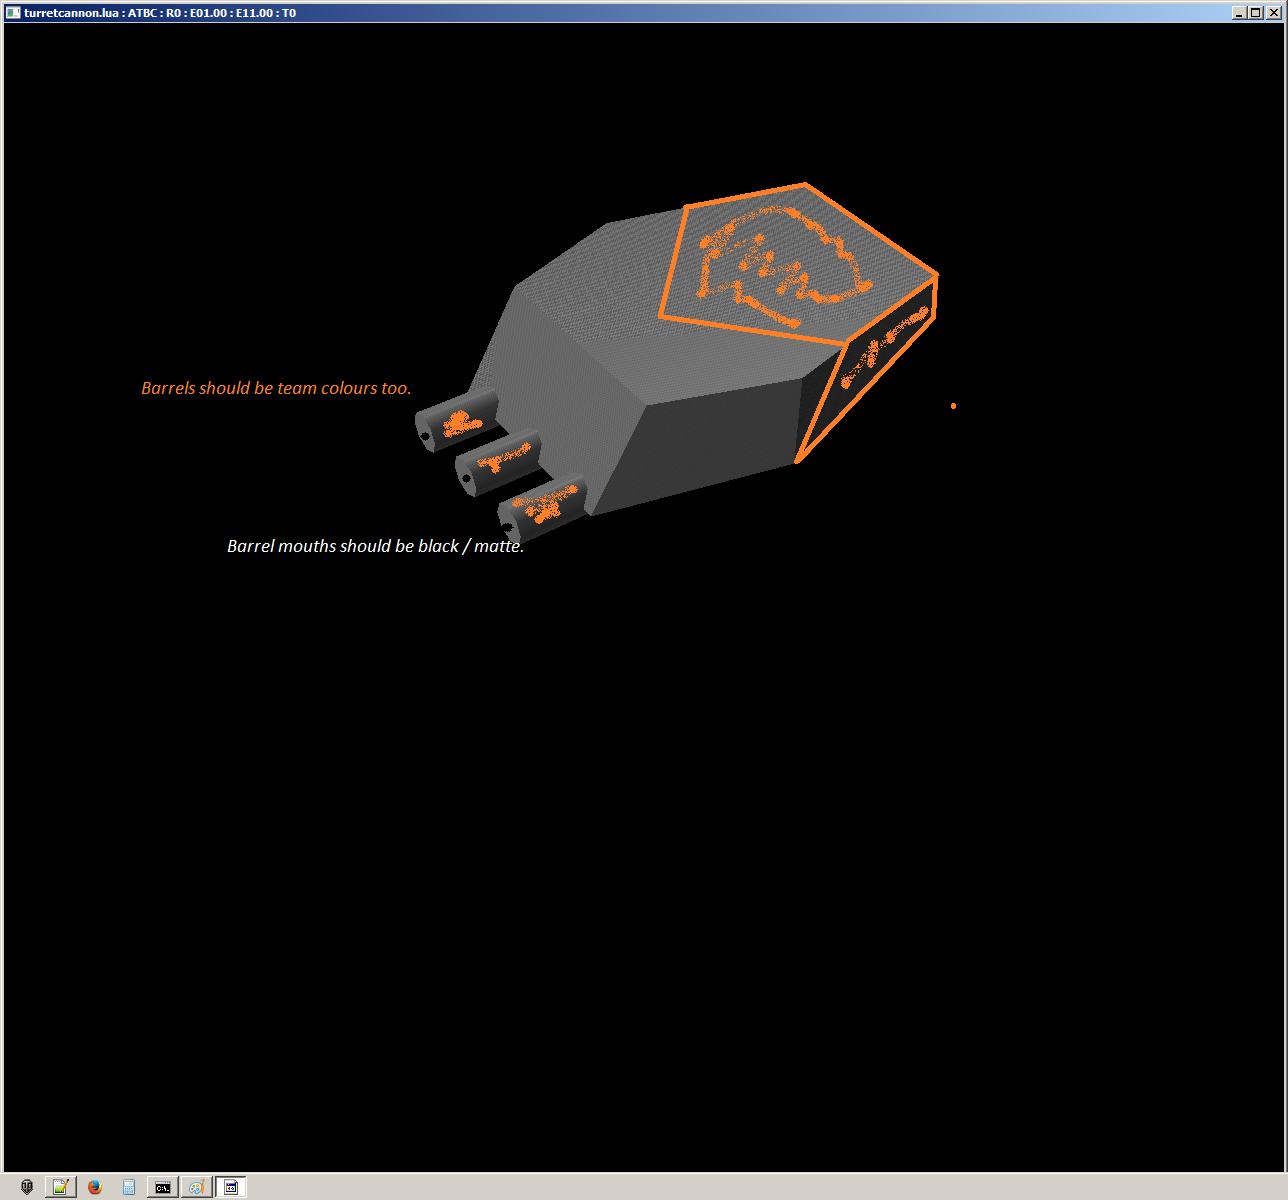 turretcannon.lua : ATBC : R0 : E01.00 : E11.00 : T0
Barrels should be team colours too.
Barrel mouths should be black / matte.
C:\.